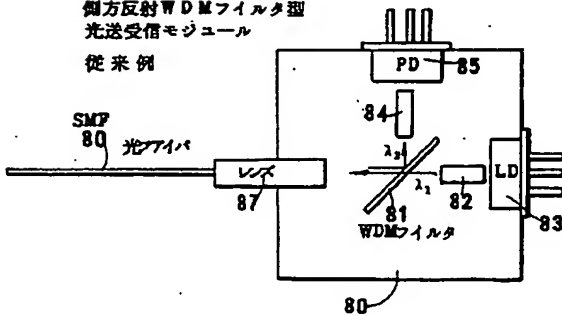 側方反射WDMフィルタ型
光送受信モジュール
従来例
PD
85
84
SMF
80
光ファイバ
レンズ
87
λ₂
λ₁
81
WDMフィルタ
82
LD
83
80